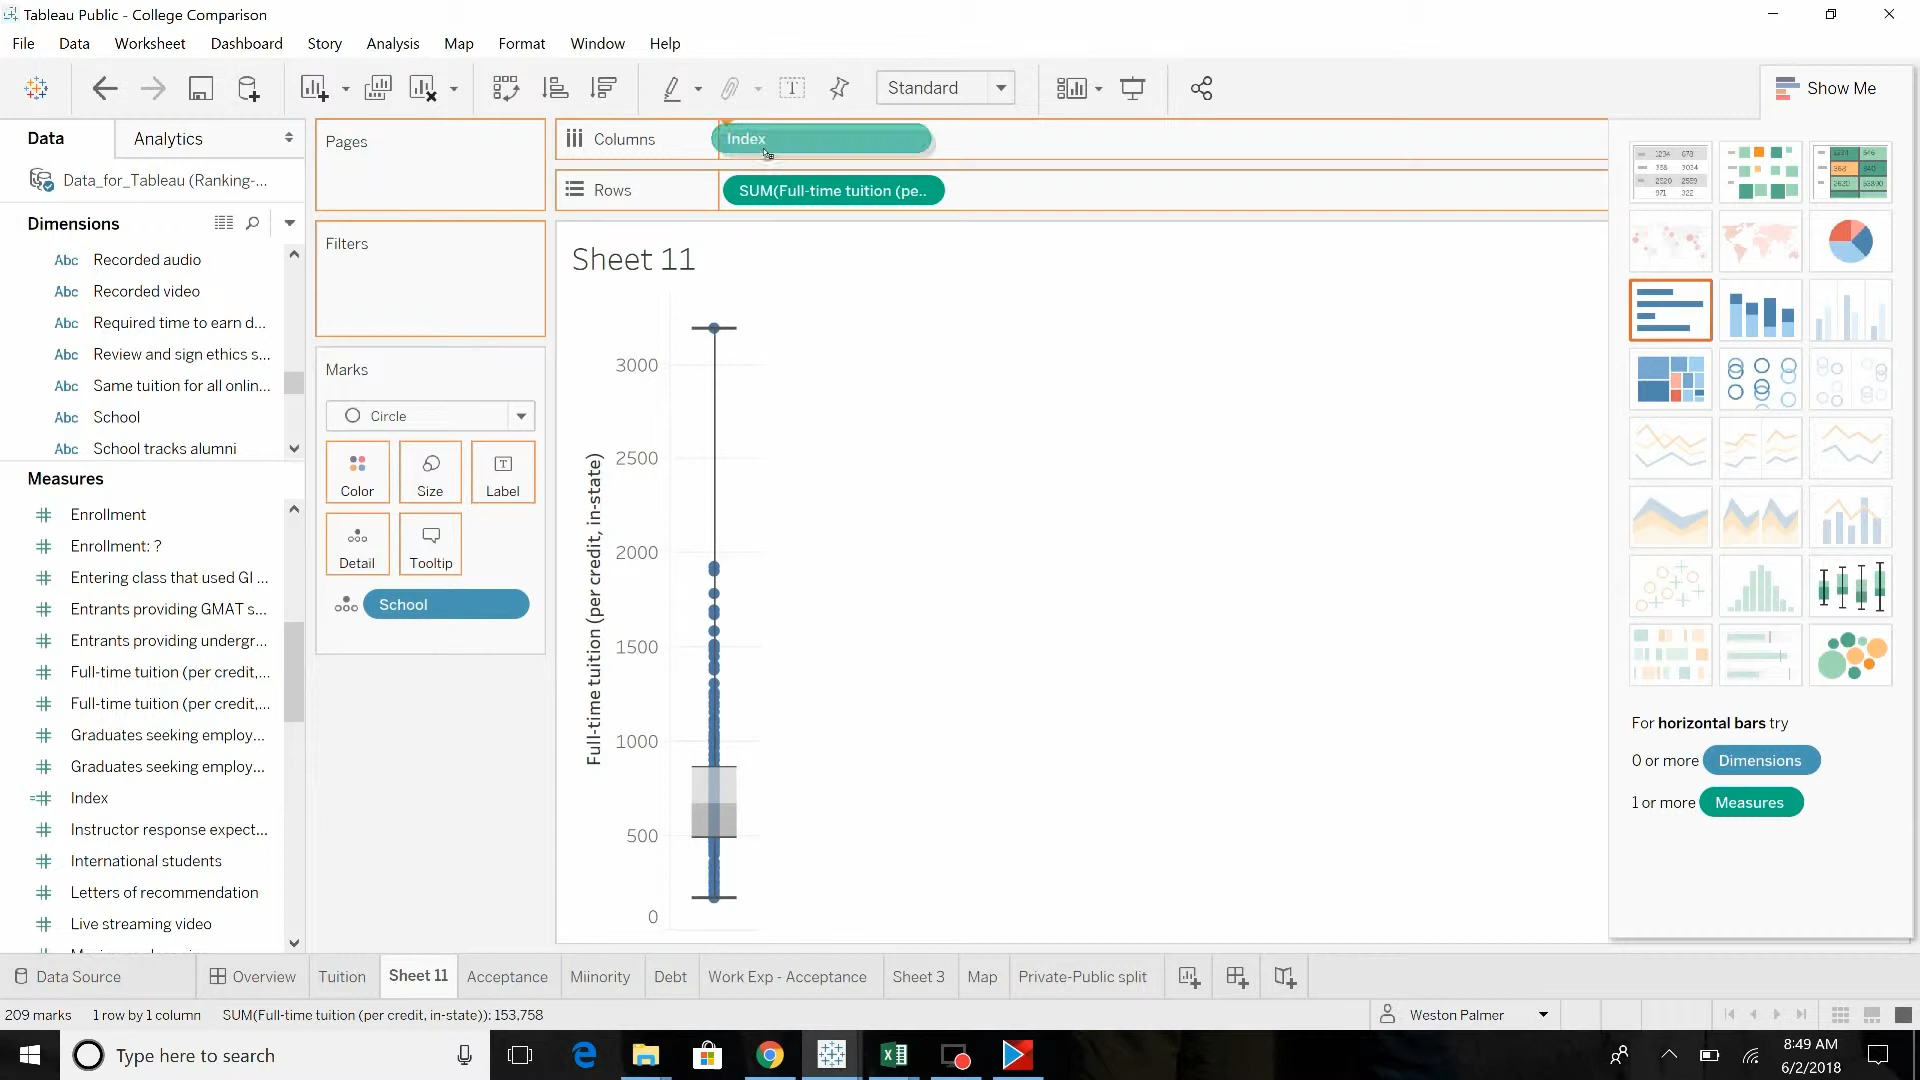 Tableau Public - College Comparison
File Data Worksheet Dashboard Story Analysis Map Format Window Help
Standard
Show Me
Data Analytics
Data_for_Tableau (Ranking-...
Dimensions
Abc Recorded audio
Abc Recorded video
Abc Required time to earn d...
Abc Review and sign ethics s...
Abc Same tuition for all onlin...
Abc School
Abc School tracks alumni
Measures
Enrollment
Enrollment: ?
Entering class that used GI ...
Entrants providing GMAT s...
Entrants providing undergr...
Full-time tuition (per credit,...
Full-time tuition (per credit,...
Graduates seeking employ...
Graduates seeking employ...
Index
Instructor response expect...
International students
Letters of recommendation
Live streaming video
Pages
Filters
Marks
Circle
Color Size Label
Detail Tooltip
School
Columns Index
Rows SUM(Full-time tuition (pe..
Sheet 11
Full-time tuition (per credit, in-state)
3000
2500
2000
1500
1000
500
0
For horizontal bars try
0 or more Dimensions
1 or more Measures
Data Source Overview Tuition Sheet 11 Acceptance Miinority Debt Work Exp - Acceptance Sheet 3 Map Private-Public split
209 marks 1 row by 1 column SUM(Full-time tuition (per credit, in-state)): 153,758
Weston Palmer
Type here to search
8:49 AM
6/2/2018